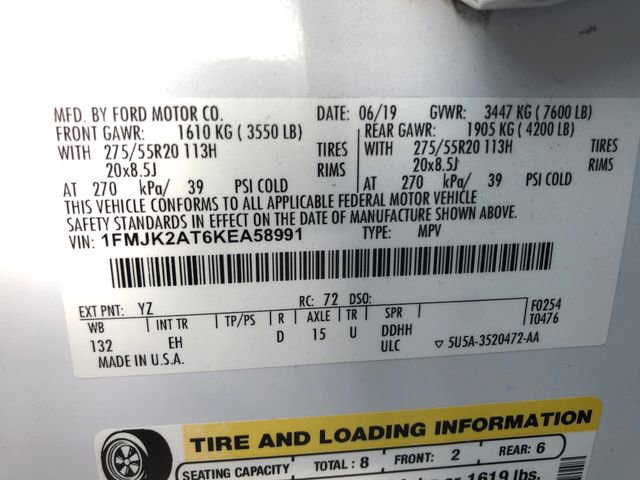 MFD. BY FORD MOTOR CO. DATE: 06/19 GVWR: 3447 KG ( 7600 LB)
FRONT GAWR: 1610 KG ( 3550 LB) REAR GAWR: 1905 KG ( 4200 LB)
WITH 275/55R20 113H TIRES WITH 275/55R20 113H TIRES
20x8.5J RIMS 20x8.5J RIMS
AT 270 kPa/ 39 PSI COLD AT 270 kPa/ 39 PSI COLD
THIS VEHICLE CONFORMS TO ALL APPLICABLE FEDERAL MOTOR VEHICLE
SAFETY STANDARDS IN EFFECT ON THE DATE OF MANUFACTURE SHOWN ABOVE.
VIN: 1FMJK2AT6KEA58991 TYPE: MPV
EXT PNT: YZ RC: 72 DSO: F0254
WB INT TR TP/PS R AXLE TR SPR T0476
132 EH D 15 U DDHH
ULC ▽ 5U5A-3520472-AA
MADE IN U.S.A.
TIRE AND LOADING INFORMATION
SEATING CAPACITY TOTAL : 8 FRONT: 2 REAR: 6
or 1619 lbs.